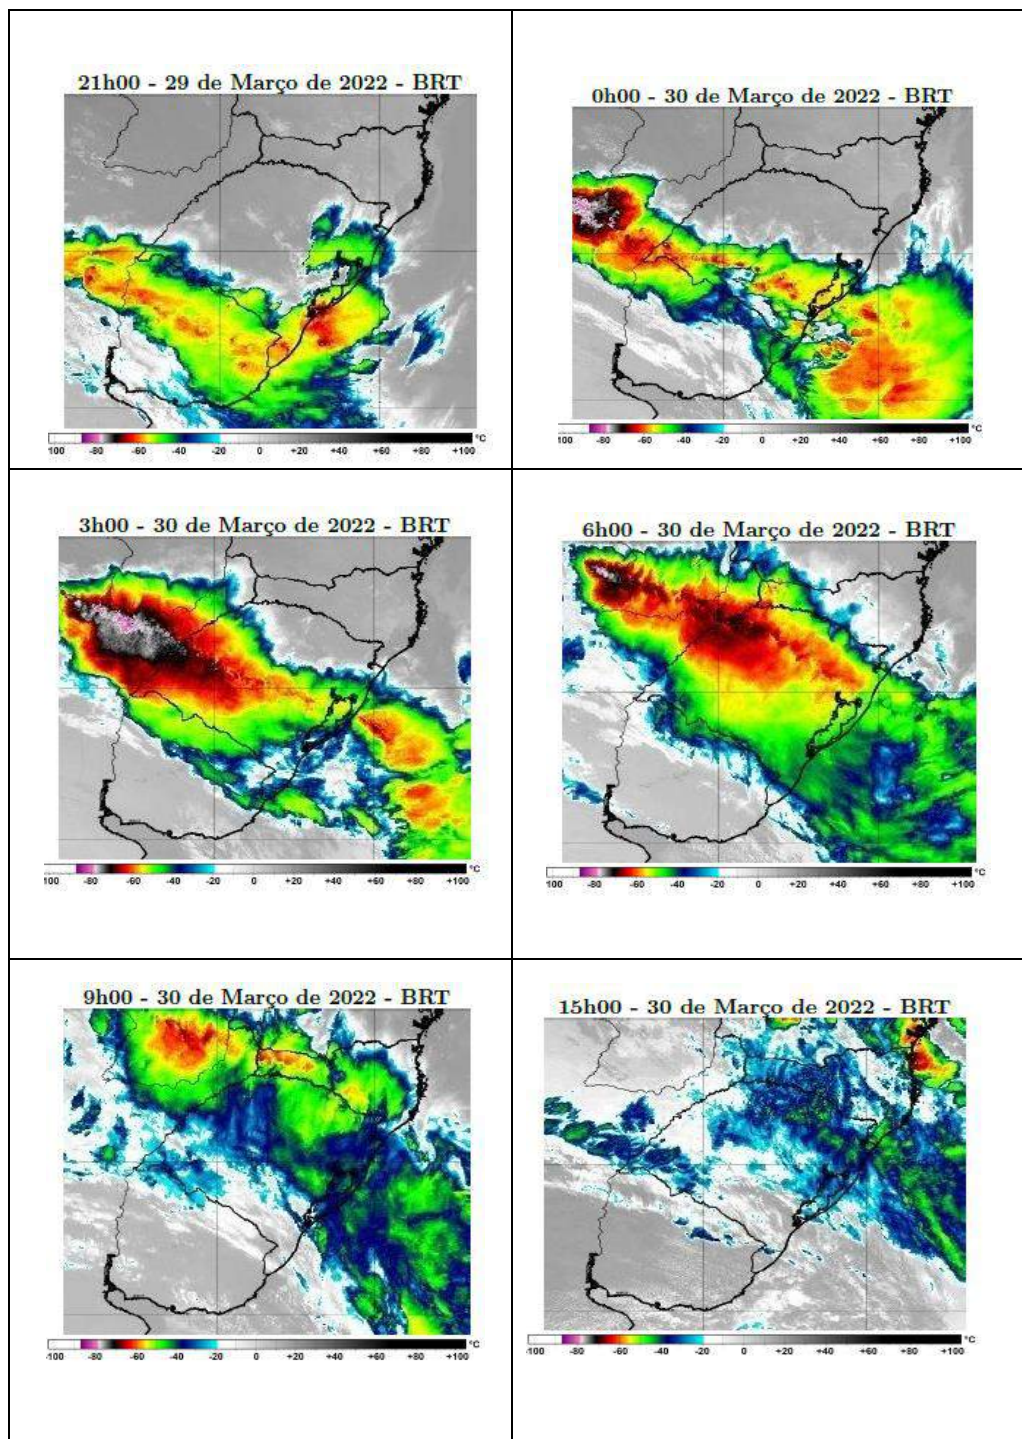 21h00 - 29 de Março de 2022 - BRT
100 -80 -60 -40 -20 0 +20 +40 +60 +80 +100 °C
0h00 - 30 de Março de 2022 - BRT
100 -80 -60 -40 -20 0 +20 +40 +60 +80 +100 °C
3h00 - 30 de Março de 2022 - BRT
100 -80 -60 -40 -20 0 +20 +40 +60 +80 +100 °C
6h00 - 30 de Março de 2022 - BRT
100 -80 -60 -40 -20 0 +20 +40 +60 +80 +100 °C
9h00 - 30 de Março de 2022 - BRT
-100 -80 -60 -40 -20 0 +20 +40 +60 +80 +100 °C
15h00 - 30 de Março de 2022 - BRT
-100 -80 -60 -40 -20 0 +20 +40 +60 +80 +100 °C